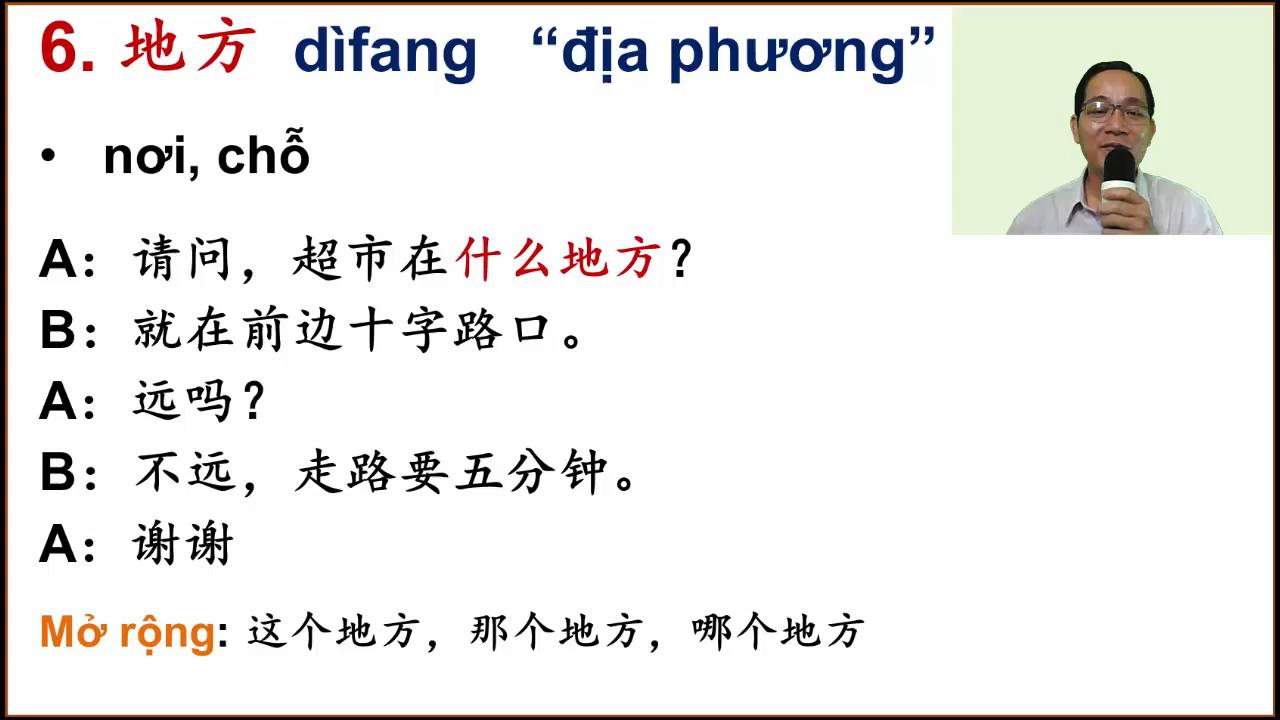 6. 地方 dìfang “địa phương”
• nơi, chỗ
A：请问，超市在什么地方？
B：就在前边十字路口。
A：远吗？
B：不远，走路要五分钟。
A：谢谢
Mở rộng: 这个地方，那个地方，哪个地方